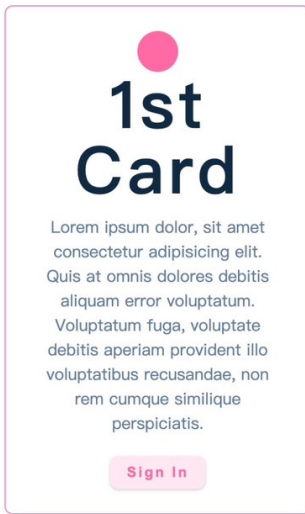 1st
Card
Lorem ipsum dolor, sit amet
consectetur adipisicing elit.
Quis at omnis dolores debitis
aliquam error voluptatum.
Voluptatum fuga, voluptate
debitis aperiam provident illo
voluptatibus recusandae, non
rem cumque similique
perspiciatis.
Sign In